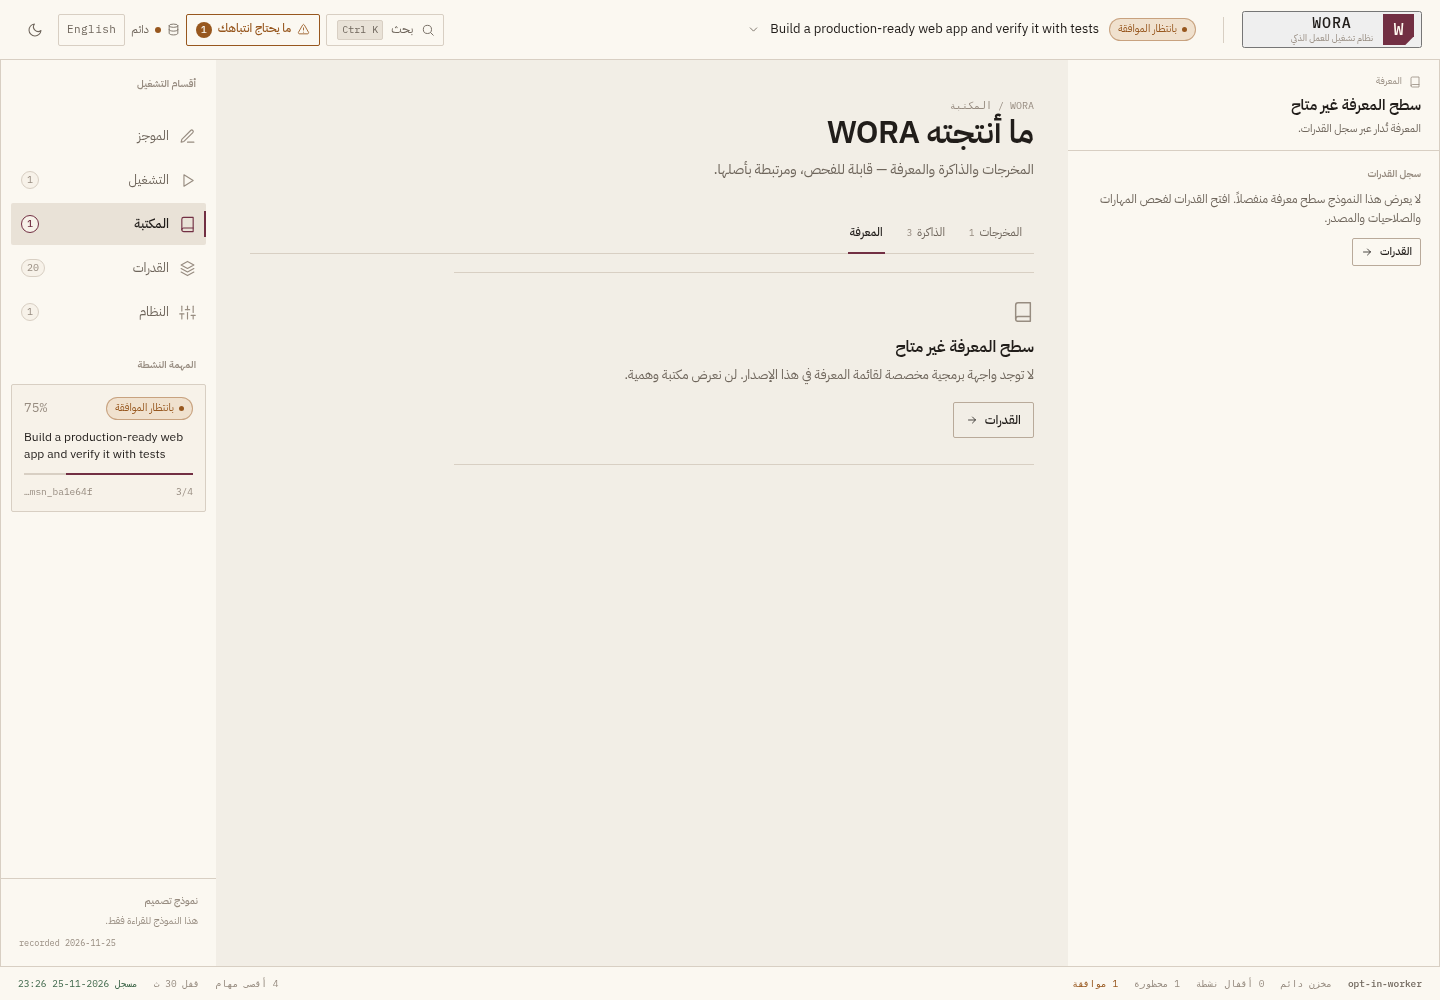 W
WORA
نظام تشغيل للعمل الذكي
بانتظار الموافقة
Build a production-ready web app and verify it with tests
بحث
Ctrl K
ما يحتاج انتباهك
1
دائم
English
المعرفة
سطح المعرفة غير متاح
المعرفة تُدار عبر سجل القدرات.
سجل القدرات
لا يعرض هذا النموذج سطح معرفة منفصلاً. افتح القدرات لفحص المهارات
والصلاحيات والمصدر.
القدرات
WORA / المكتبة
ما أنتجته WORA
المخرجات والذاكرة والمعرفة — قابلة للفحص، ومرتبطة بأصلها.
المخرجات 1
الذاكرة 3
المعرفة
سطح المعرفة غير متاح
لا توجد واجهة برمجية مخصصة لقائمة المعرفة في هذا الإصدار. لن نعرض مكتبة وهمية.
القدرات
أقسام التشغيل
الموجز
التشغيل
1
المكتبة
1
القدرات
20
النظام
1
المهمة النشطة
بانتظار الموافقة
75%
Build a production-ready web
app and verify it with tests
3/4
…msn_ba1e64f
نموذج تصميم
هذا النموذج للقراءة فقط.
recorded 2026-11-25
opt-in-worker
مخزن دائم
0 أقفال نشطة
1 محظورة
1 موافقة
4 أقصى مهام
قفل 30 ث
مسجل 2026-11-25 23:26